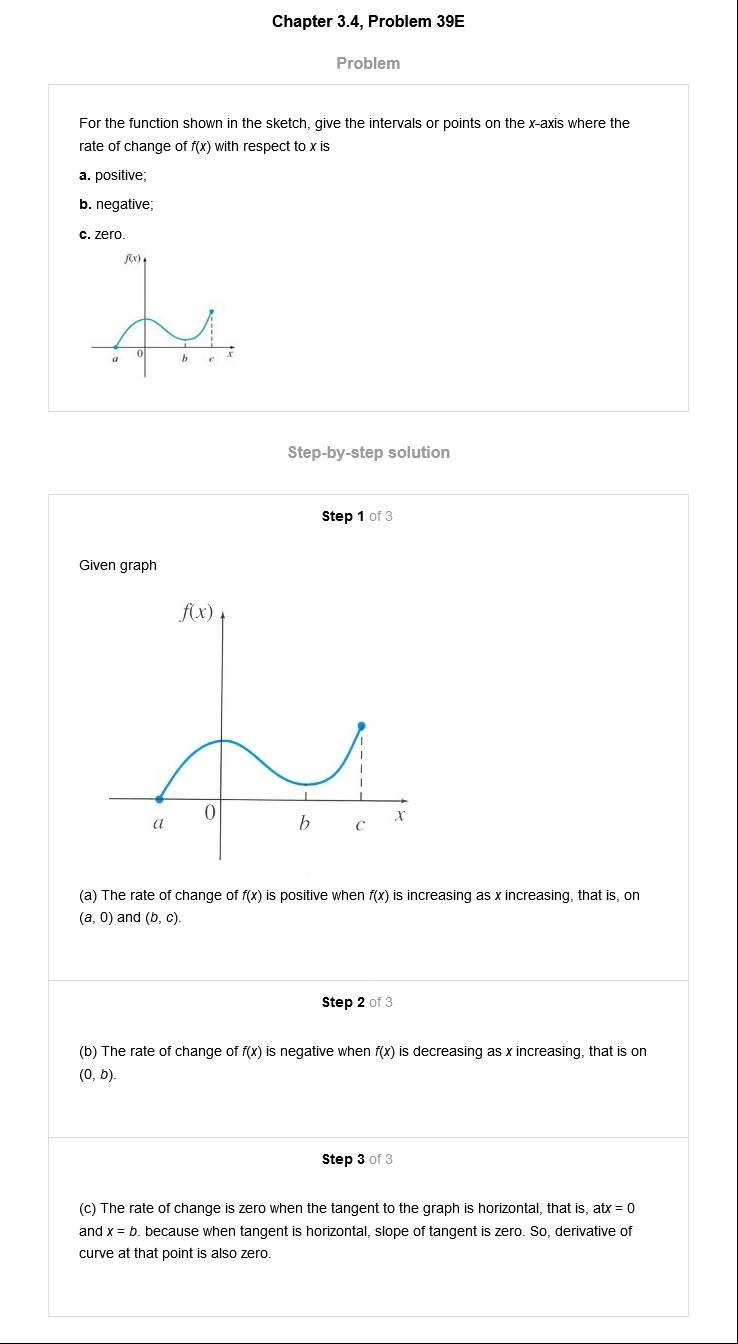 Chapter 3.4, Problem 39E
Problem
For the function shown in the sketch, give the intervals or points on the x-axis where the
rate of change of f(x) with respect to x is
a. positive;
b. negative;
c. zero.
f(x)
a 0 b c x
Step-by-step solution
Step 1 of 3
Given graph
f(x)
a 0 b c x
(a) The rate of change of f(x) is positive when f(x) is increasing as x increasing, that is, on
(a, 0) and (b, c).
Step 2 of 3
(b) The rate of change of f(x) is negative when f(x) is decreasing as x increasing, that is on
(0, b).
Step 3 of 3
(c) The rate of change is zero when the tangent to the graph is horizontal, that is, atx = 0
and x = b. because when tangent is horizontal, slope of tangent is zero. So, derivative of
curve at that point is also zero.